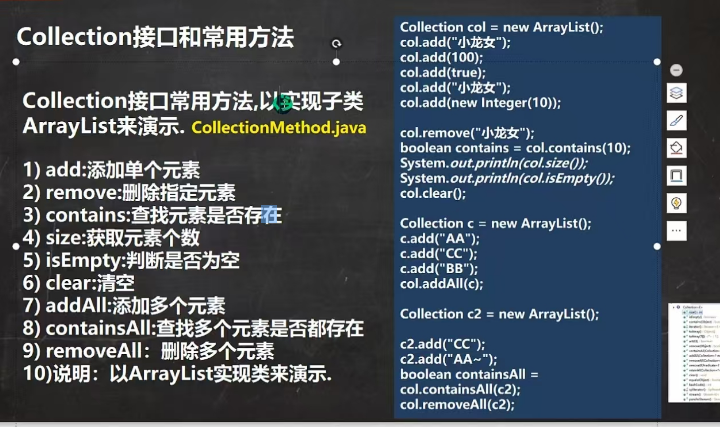 Collection接口和常用方法
Collection接口常用方法,以实现子类
ArrayList来演示. CollectionMethod.java
1) add:添加单个元素
2) remove:删除指定元素
3) contains:查找元素是否存在
4) size:获取元素个数
5) isEmpty:判断是否为空
6) clear:清空
7) addAll:添加多个元素
8) containsAll:查找多个元素是否都存在
9) removeAll：删除多个元素
10)说明：以ArrayList实现类来演示.
Collection col = new ArrayList();
col.add("小龙女");
col.add(100);
col.add(true);
col.add("小龙女");
col.add(new Integer(10));
col.remove("小龙女");
boolean contains = col.contains(10);
System.out.println(col.size());
System.out.println(col.isEmpty());
col.clear();
Collection c = new ArrayList();
c.add("AA");
c.add("CC");
c.add("BB");
col.addAll(c);
Collection c2 = new ArrayList();
c2.add("CC");
c2.add("AA~");
boolean containsAll =
col.containsAll(c2);
col.removeAll(c2);